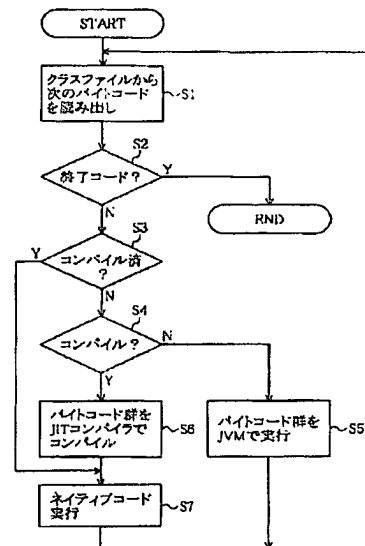 START
クラスファイルから
次のバイトコード
を読み出し
S1
S2
終了コード?
Y
N
END
S3
Y
コンパイル済
?
N
S4
コンパイル?
N
Y
バイトコード群を
JITコンパイラで
コンパイル
S6
バイトコード群を
JVMで実行
S5
ネイティブコード
実行
S7